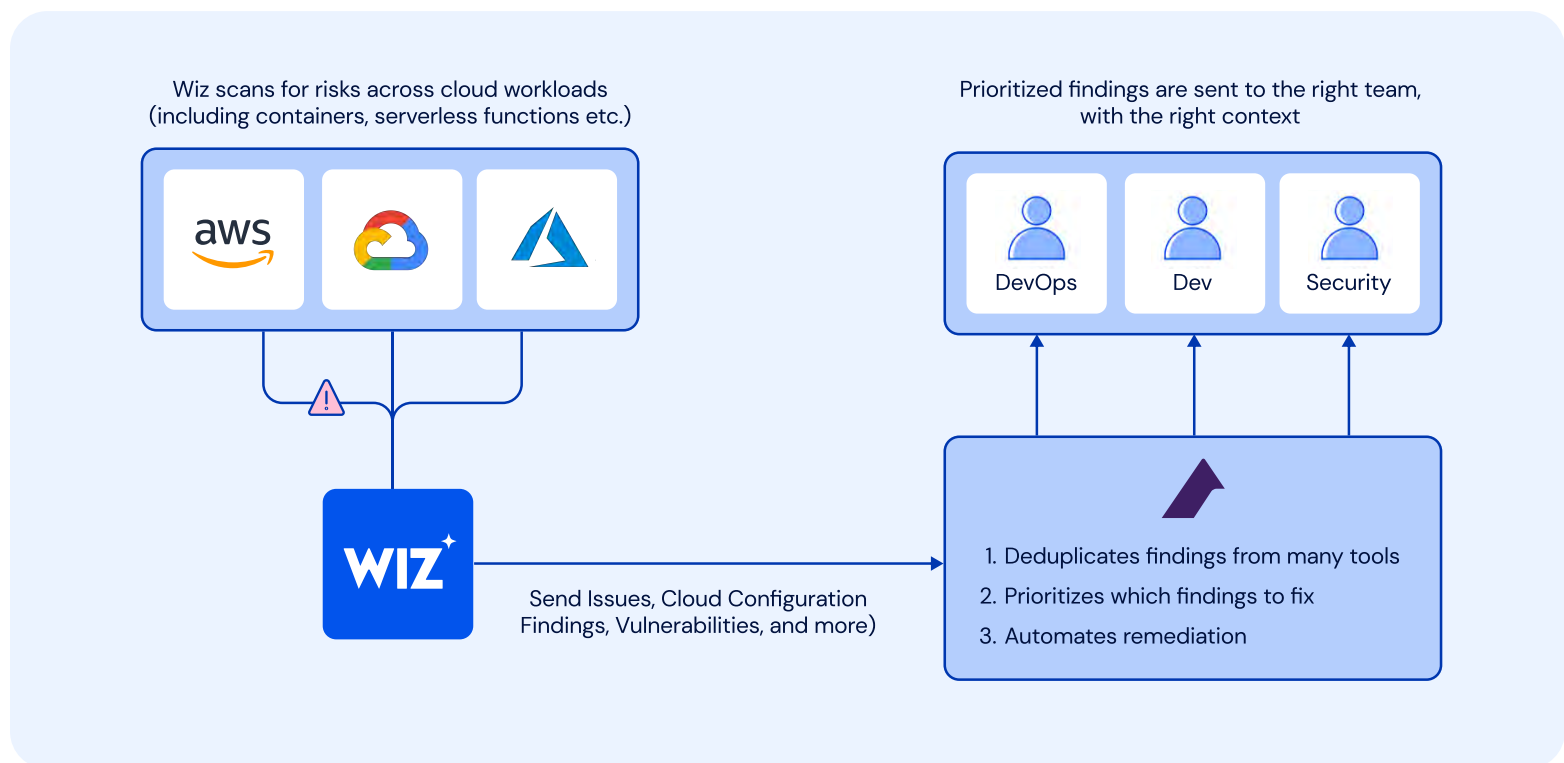 Wiz scans for risks across cloud workloads
(including containers, serverless functions etc.)
aws
Prioritized findings are sent to the right team,
with the right context
DevOps
Dev
Security
WIZ
Send Issues, Cloud Configuration
Findings, Vulnerabilities, and more)
1. Deduplicates findings from many tools
2. Prioritizes which findings to fix
3. Automates remediation